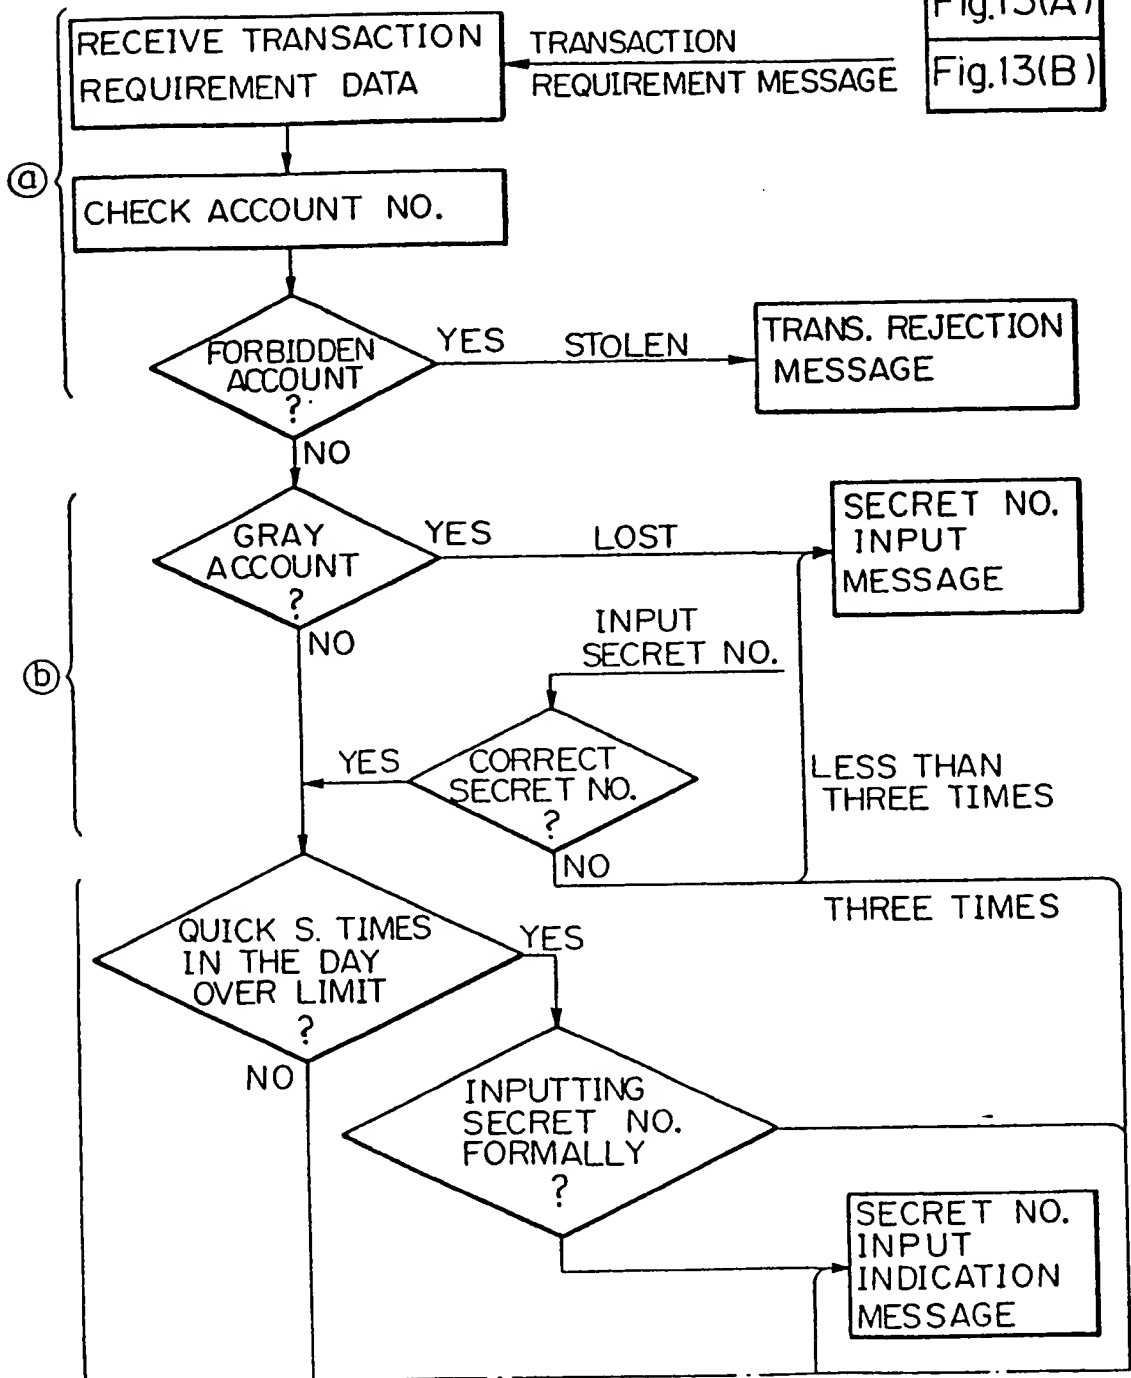 Fig.13(A)
Fig.13(B)
RECEIVE TRANSACTION
REQUIREMENT DATA
TRANSACTION
REQUIREMENT MESSAGE
ⓐ
CHECK ACCOUNT NO.
FORBIDDEN
ACCOUNT
?
YES
STOLEN
TRANS. REJECTION
MESSAGE
NO
GRAY
ACCOUNT
?
YES
LOST
SECRET NO.
INPUT
MESSAGE
NO
ⓑ
INPUT
SECRET NO.
CORRECT
SECRET NO.
?
YES
LESS THAN
THREE TIMES
NO
THREE TIMES
QUICK S. TIMES
IN THE DAY
OVER LIMIT
?
YES
NO
INPUTTING
SECRET NO.
FORMALLY
?
SECRET NO.
INPUT
INDICATION
MESSAGE